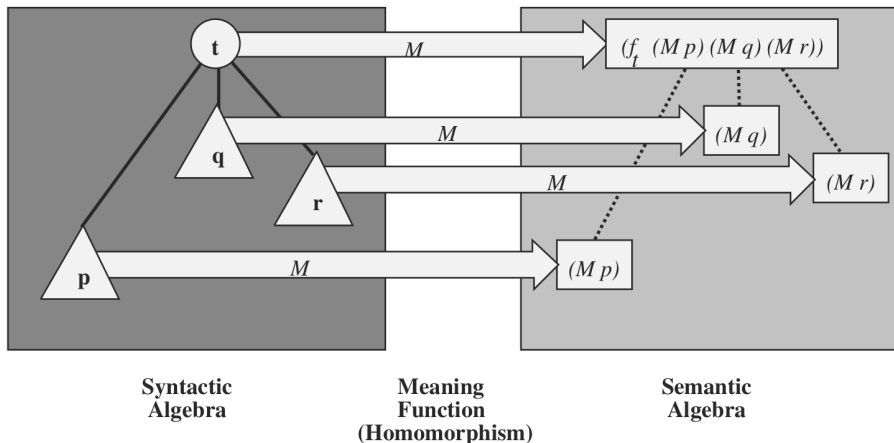 t M (f_t (M p) (M q) (M r))
q M (M q)
r M (M r)
p M (M p)
Syntactic Meaning Semantic
Algebra Function Algebra
(Homomorphism)